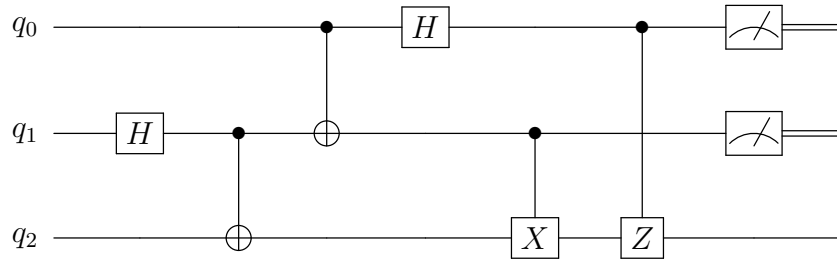 q₀ H
q₁ H
q₂ X Z